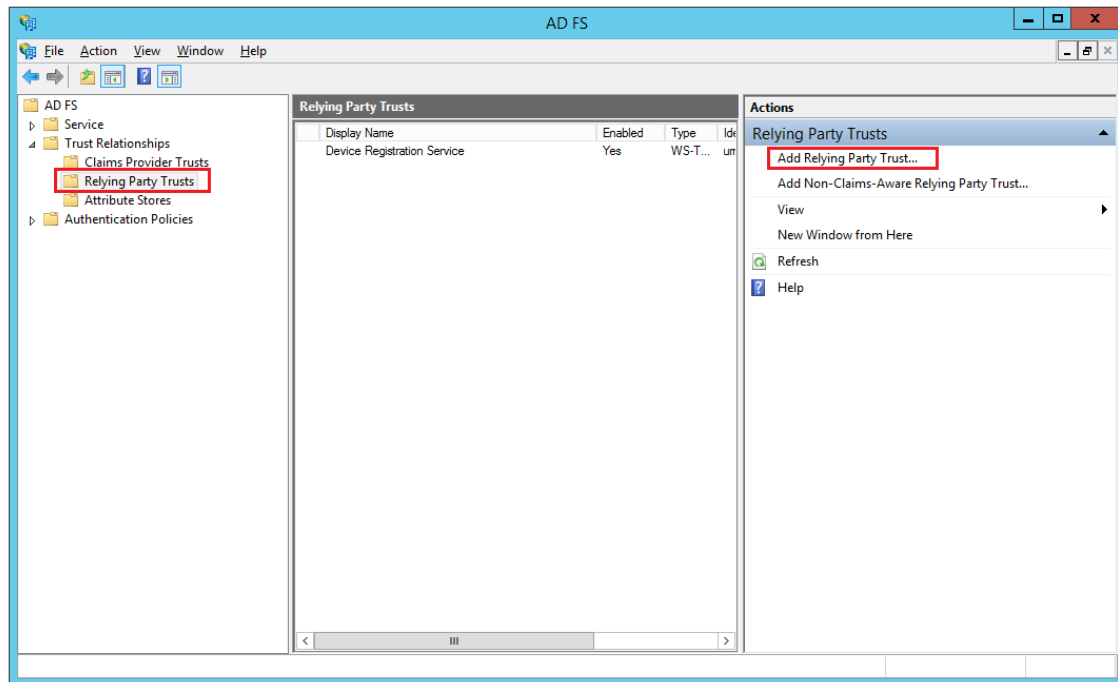 AD FS
File Action View Window Help
AD FS
Service
Trust Relationships
Claims Provider Trusts
Relying Party Trusts
Attribute Stores
Authentication Policies
Relying Party Trusts
Display Name Enabled Type Ide
Device Registration Service Yes WS-T... urn
Actions
Relying Party Trusts
Add Relying Party Trust...
Add Non-Claims-Aware Relying Party Trust...
View
New Window from Here
Refresh
Help